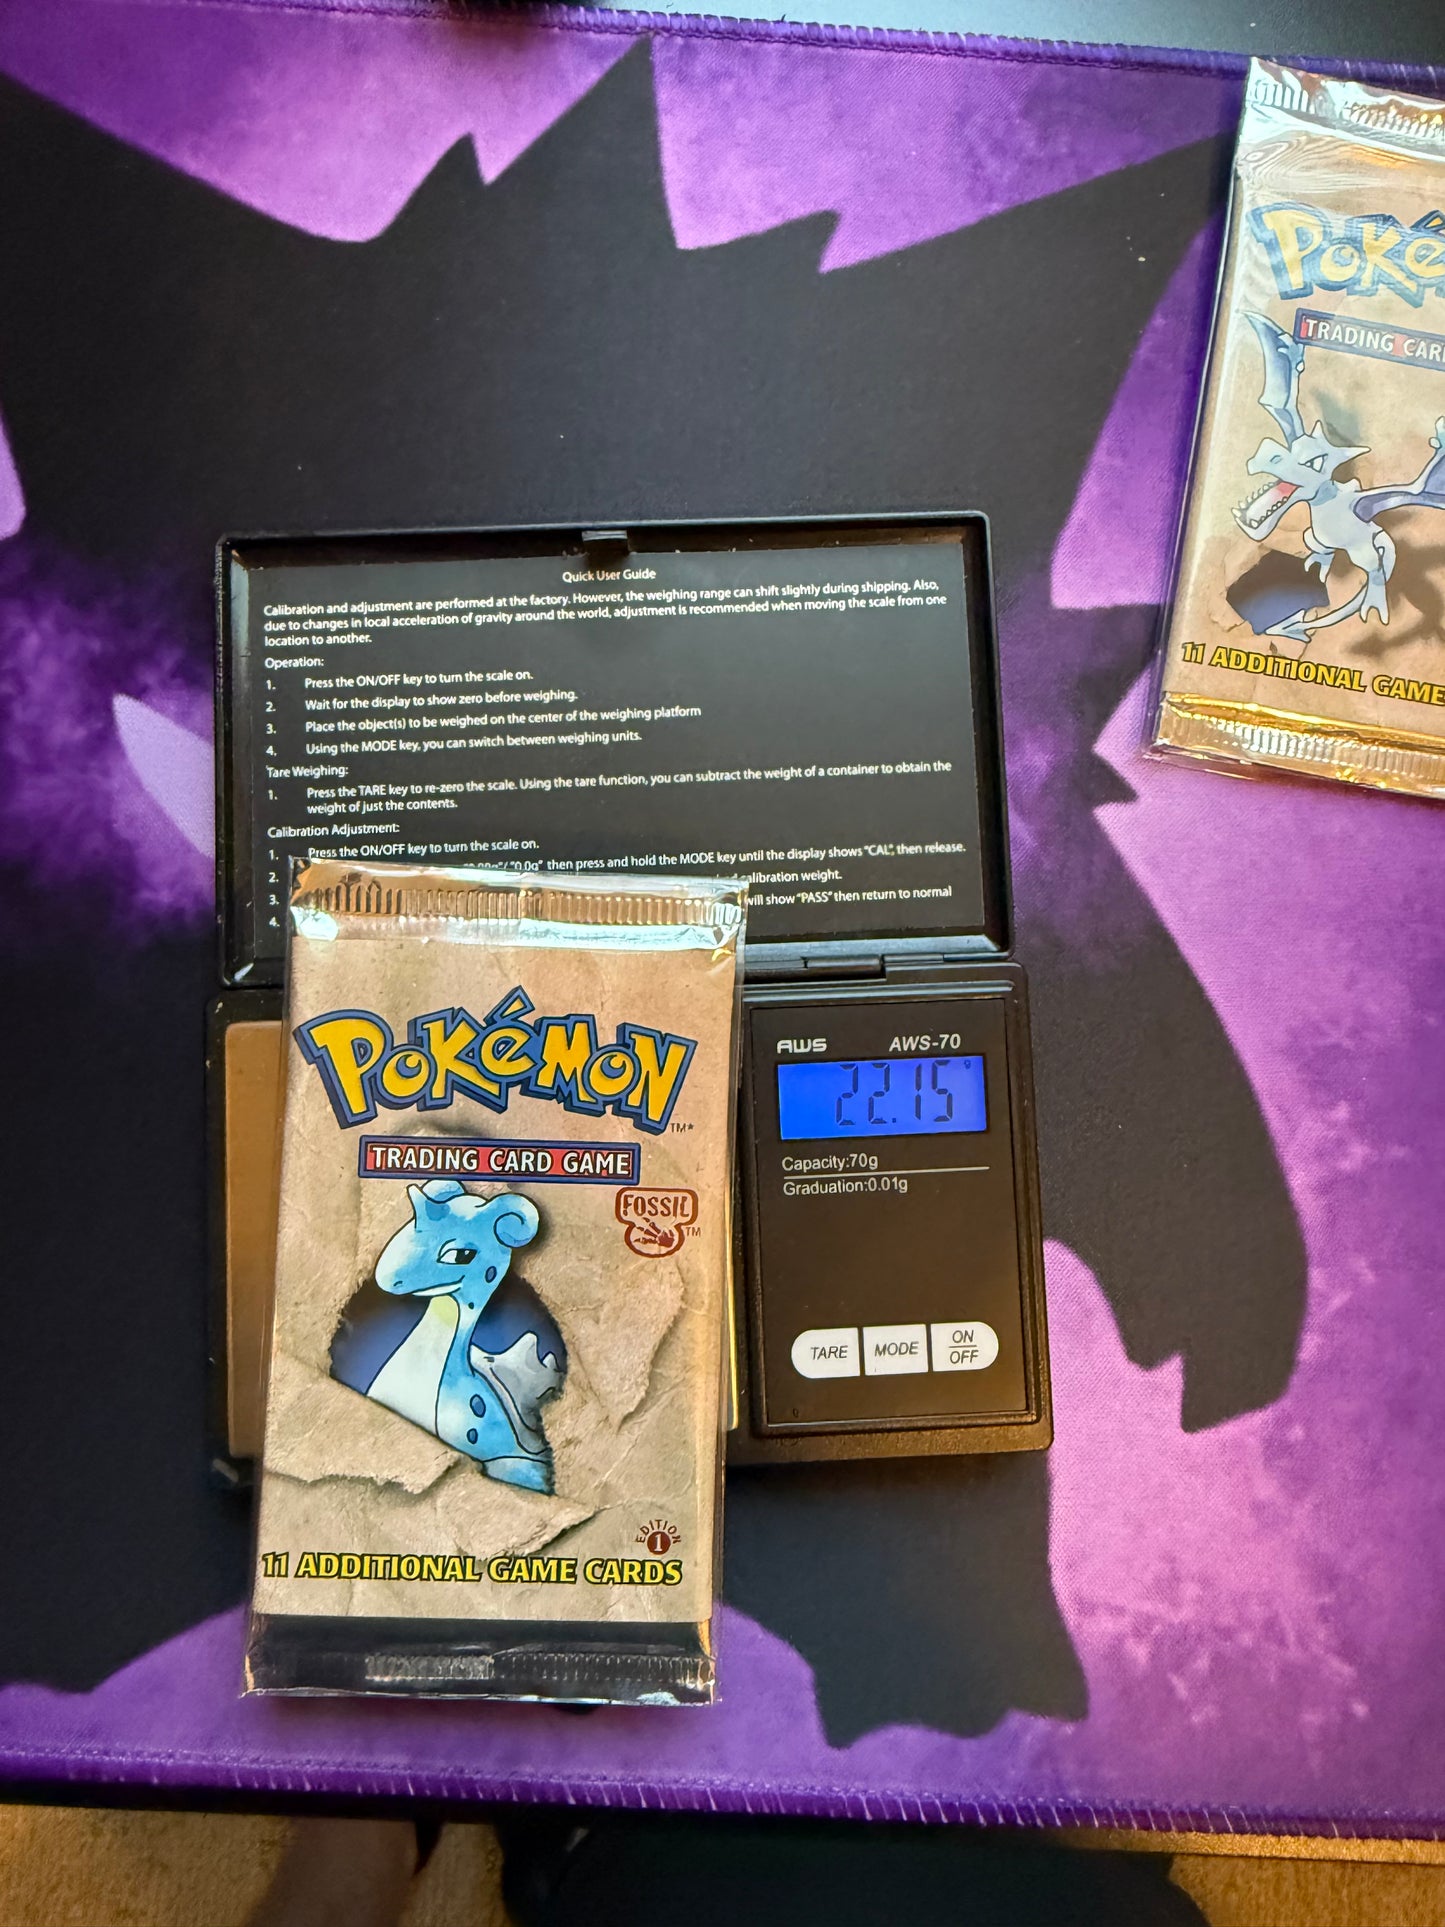 Quick User Guide
Calibration and adjustment are performed at the factory. However, the weighing range can shift slightly during shipping. Also,
due to changes in local acceleration of gravity around the world, adjustment is recommended when moving the scale from one
location to another.
Operation:
1. Press the ON/OFF key to turn the scale on.
2. Wait for the display to show zero before weighing.
3. Place the object(s) to be weighed on the center of the weighing platform
4. Using the MODE key, you can switch between weighing units.
Tare Weighing:
1. Press the TARE key to re-zero the scale. Using the tare function, you can subtract the weight of a container to obtain the
weight of just the contents.
Calibration Adjustment:
1. Press the ON/OFF key to turn the scale on.
2. "0.0g" then press and hold the MODE key until the display shows "CAL", then release.
3. calibration weight.
4. will show "PASS" then return to normal
AWS AWS-70
22.15
Capacity:70g
Graduation:0.01g
TARE MODE ON OFF
POKéMON TM*
TRADING CARD GAME
FOSSIL TM
EDITION 1
11 ADDITIONAL GAME CARDS
POKé
TRADING CAR
11 ADDITIONAL GAME